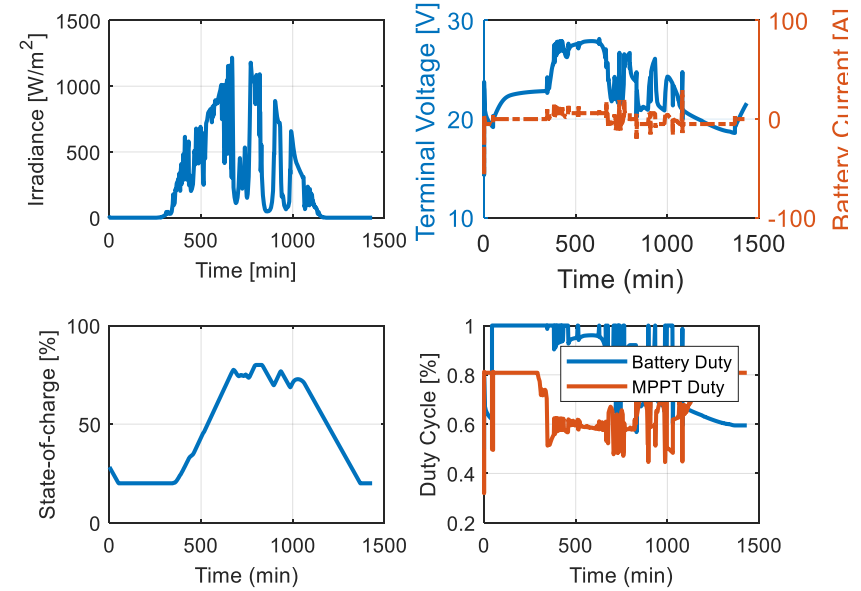 Irradiance [W/m²]
1500
1000
500
0
0 500 1000 1500
Time [min]
Terminal Voltage [V]
30
20
10
100
0
-100
Battery Current [A]
0 500 1000 1500
Time (min)
State-of-charge [%]
100
50
0
0 500 1000 1500
Time (min)
Duty Cycle [%]
1
0.8
0.6
0.4
0.2
Battery Duty
MPPT Duty
0 500 1000 1500
Time (min)